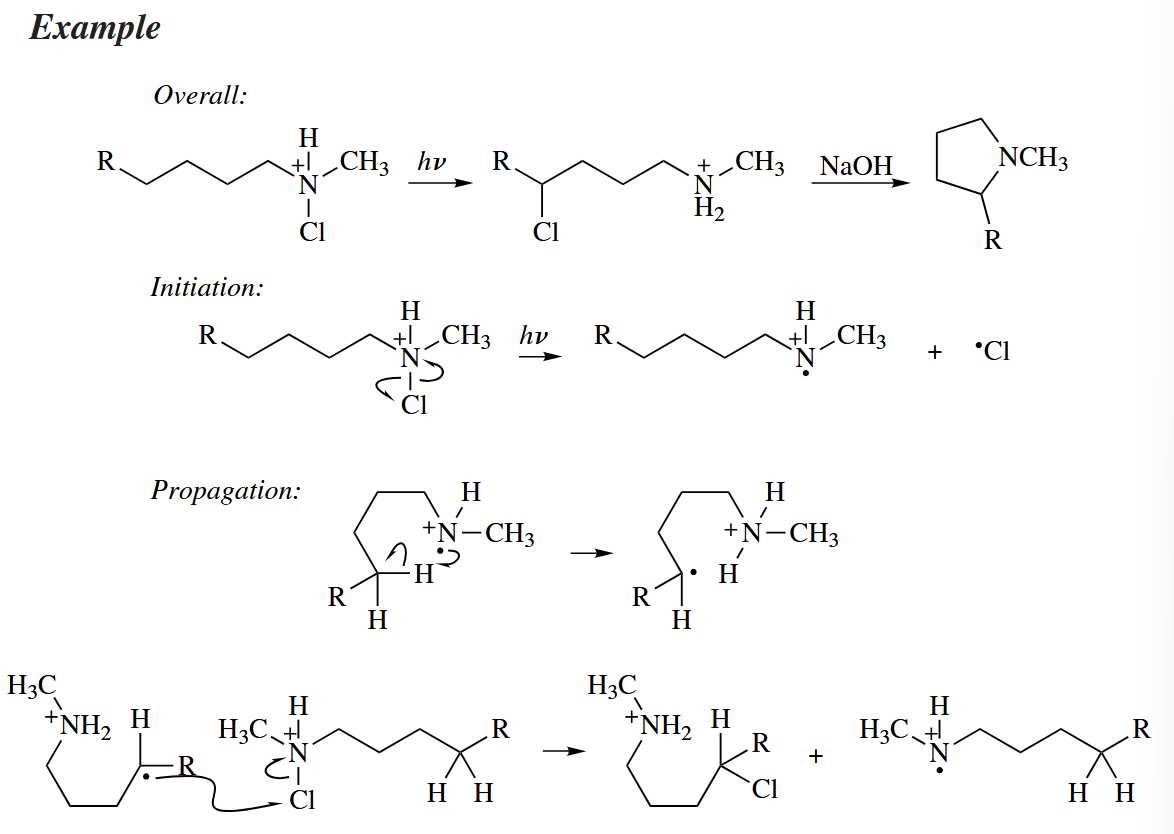 Example
Overall:
R H + N CH3 Cl hν R Cl + N H2 CH3 NaOH NCH3 R
Initiation:
R H + N CH3 Cl hν R H + N • CH3 + •Cl
Propagation:
R H H +N• H CH3 R • H H +N H CH3
H3C +NH2 H • R H3C H + N Cl R H H H3C +NH2 H R Cl + H3C H + N • R H H